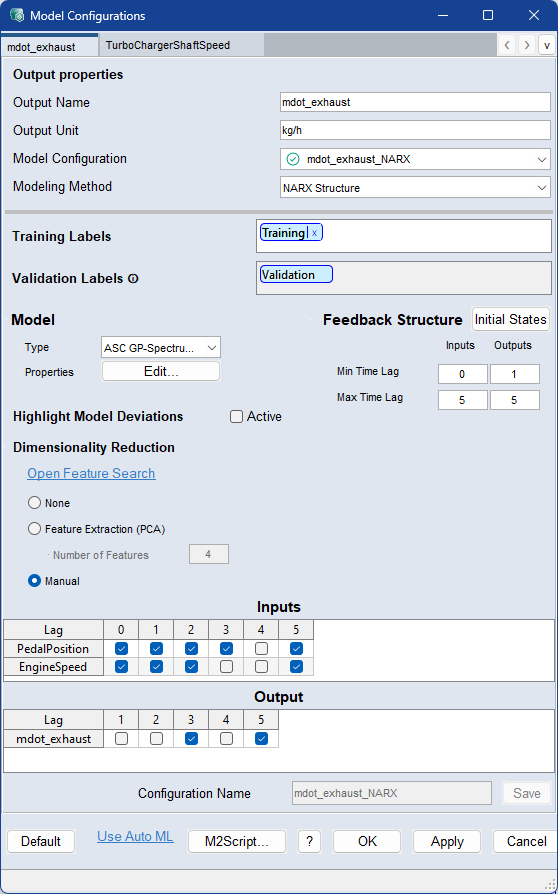 Model Configurations
mdot_exhaust TurboChargerShaftSpeed
Output properties
Output Name mdot_exhaust
Output Unit kg/h
Model Configuration mdot_exhaust_NARX
Modeling Method NARX Structure
Training Labels Training x
Validation Labels Validation
Model Feedback Structure Initial States
Inputs Outputs
Type ASC GP-Spectru...
Properties Edit...
Min Time Lag 0 1
Max Time Lag 5 5
Highlight Model Deviations Active
Dimensionality Reduction
Open Feature Search
None
Feature Extraction (PCA)
Number of Features 4
Manual
Inputs
Lag 0 1 2 3 4 5
PedalPosition
EngineSpeed
Output
Lag 1 2 3 4 5
mdot_exhaust
Configuration Name mdot_exhaust_NARX Save
Default Use Auto ML M2Script... ? OK Apply Cancel